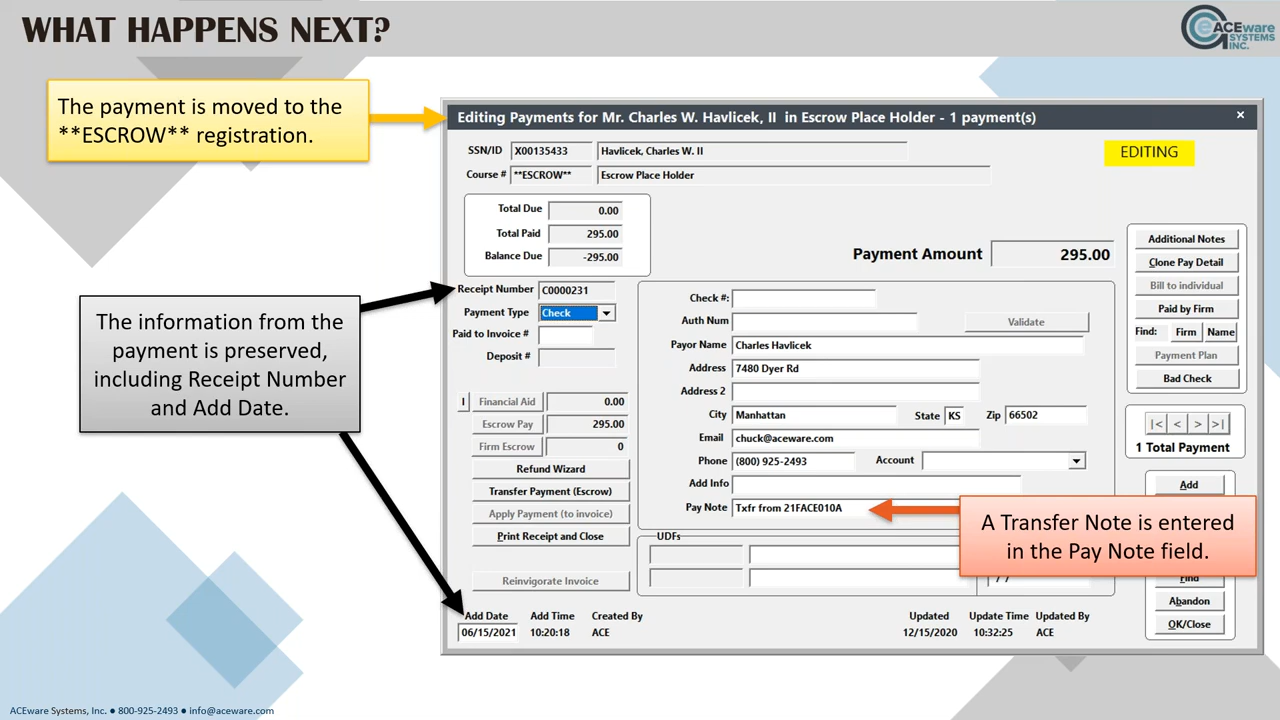 WHAT HAPPENS NEXT?
ACEware
SYSTEMS
INC.
The payment is moved to the
**ESCROW** registration.
Editing Payments for Mr. Charles W. Havlicek, II in Escrow Place Holder - 1 payment(s)
×
SSN/ID X00135433 Havlicek, Charles W. II
EDITING
Course # **ESCROW** Escrow Place Holder
Total Due 0.00
Total Paid 295.00
Balance Due -295.00
Payment Amount 295.00
Additional Notes
Clone Pay Detail
Bill to individual
Paid by Firm
Find: Firm Name
Payment Plan
Bad Check
The information from the
payment is preserved,
including Receipt Number
and Add Date.
Receipt Number C0000231
Payment Type Check
Paid to Invoice #
Deposit #
Check #:
Auth Num
Validate
Payor Name Charles Havlicek
Address 7480 Dyer Rd
Address 2
City Manhattan State KS Zip 66502
Email chuck@aceware.com
Phone (800) 925-2493 Account
Add Info
Pay Note Txfr from 21FACE010A
I Financial Aid 0.00
Escrow Pay 295.00
Firm Escrow 0
Refund Wizard
Transfer Payment (Escrow)
Apply Payment (to invoice)
Print Receipt and Close
Reinvigorate Invoice
|< < > >|
1 Total Payment
Add
A Transfer Note is entered
in the Pay Note field.
UDFs
/ /
Find
Abandon
OK/Close
Add Date Add Time Created By Updated Update Time Updated By
06/15/2021 10:20:18 ACE 12/15/2020 10:32:25 ACE
ACEware Systems, Inc. ● 800-925-2493 ● info@aceware.com